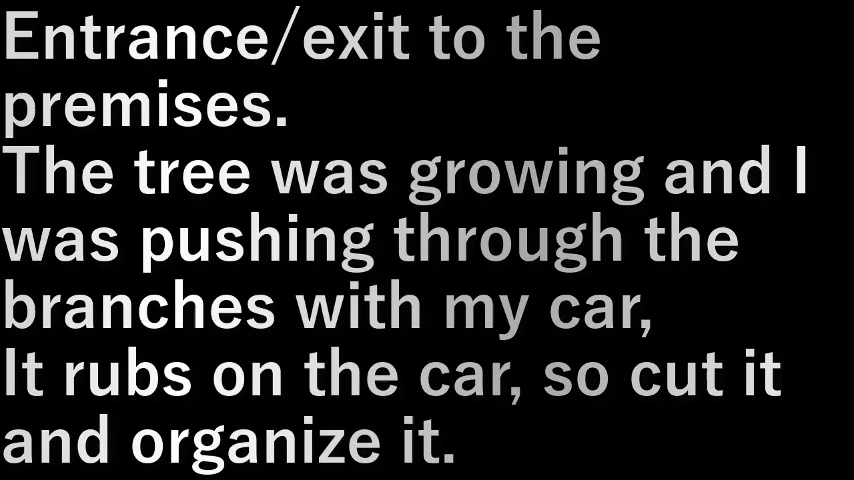 Entrance/exit to the
premises.
The tree was growing and I
was pushing through the
branches with my car,
It rubs on the car, so cut it
and organize it.